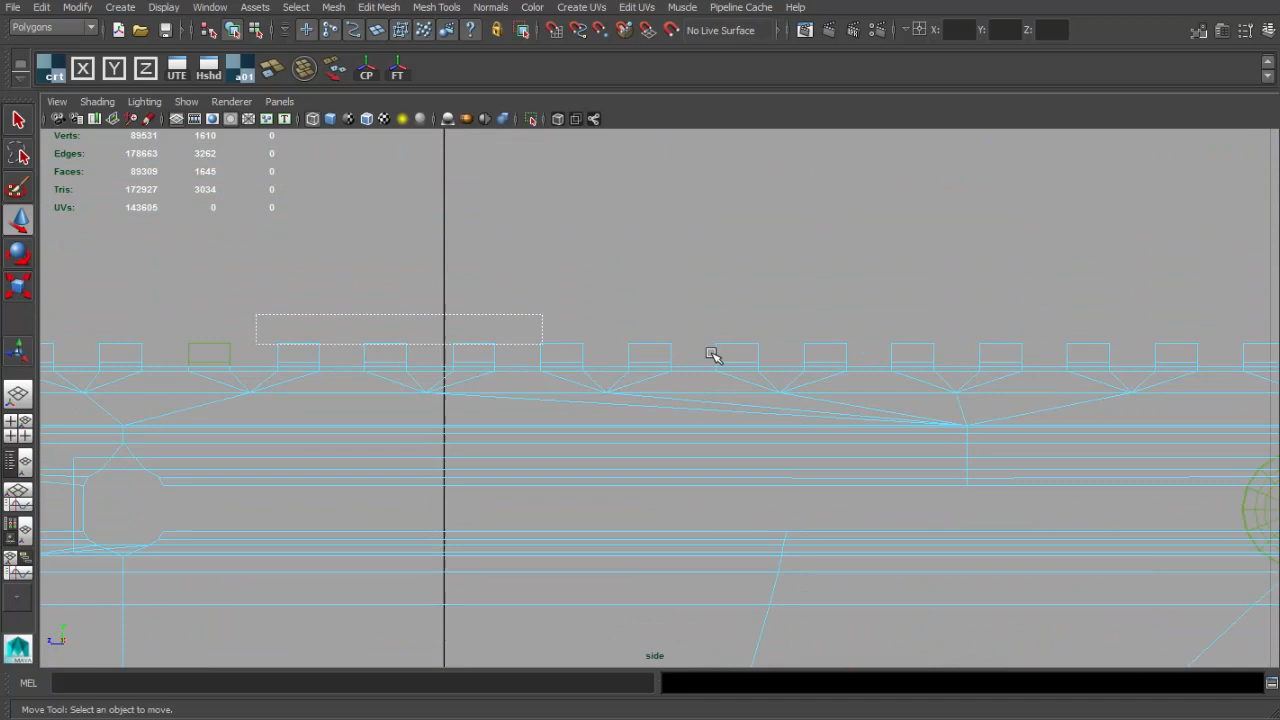 File Edit Modify Create Display Window Assets Select Mesh Edit Mesh Mesh Tools Normals Color Create UVs Edit UVs Muscle Pipeline Cache Help
Polygons No Live Surface X: Y: Z:
crt X Y Z UTE Hshd a01 CP FT
View Shading Lighting Show Renderer Panels
Verts: 89531 1610 0
Edges: 178663 3262 0
Faces: 89309 1645 0
Tris: 172927 3034 0
UVs: 143605 0 0
z y
side
MAYA
MEL
Move Tool: Select an object to move.